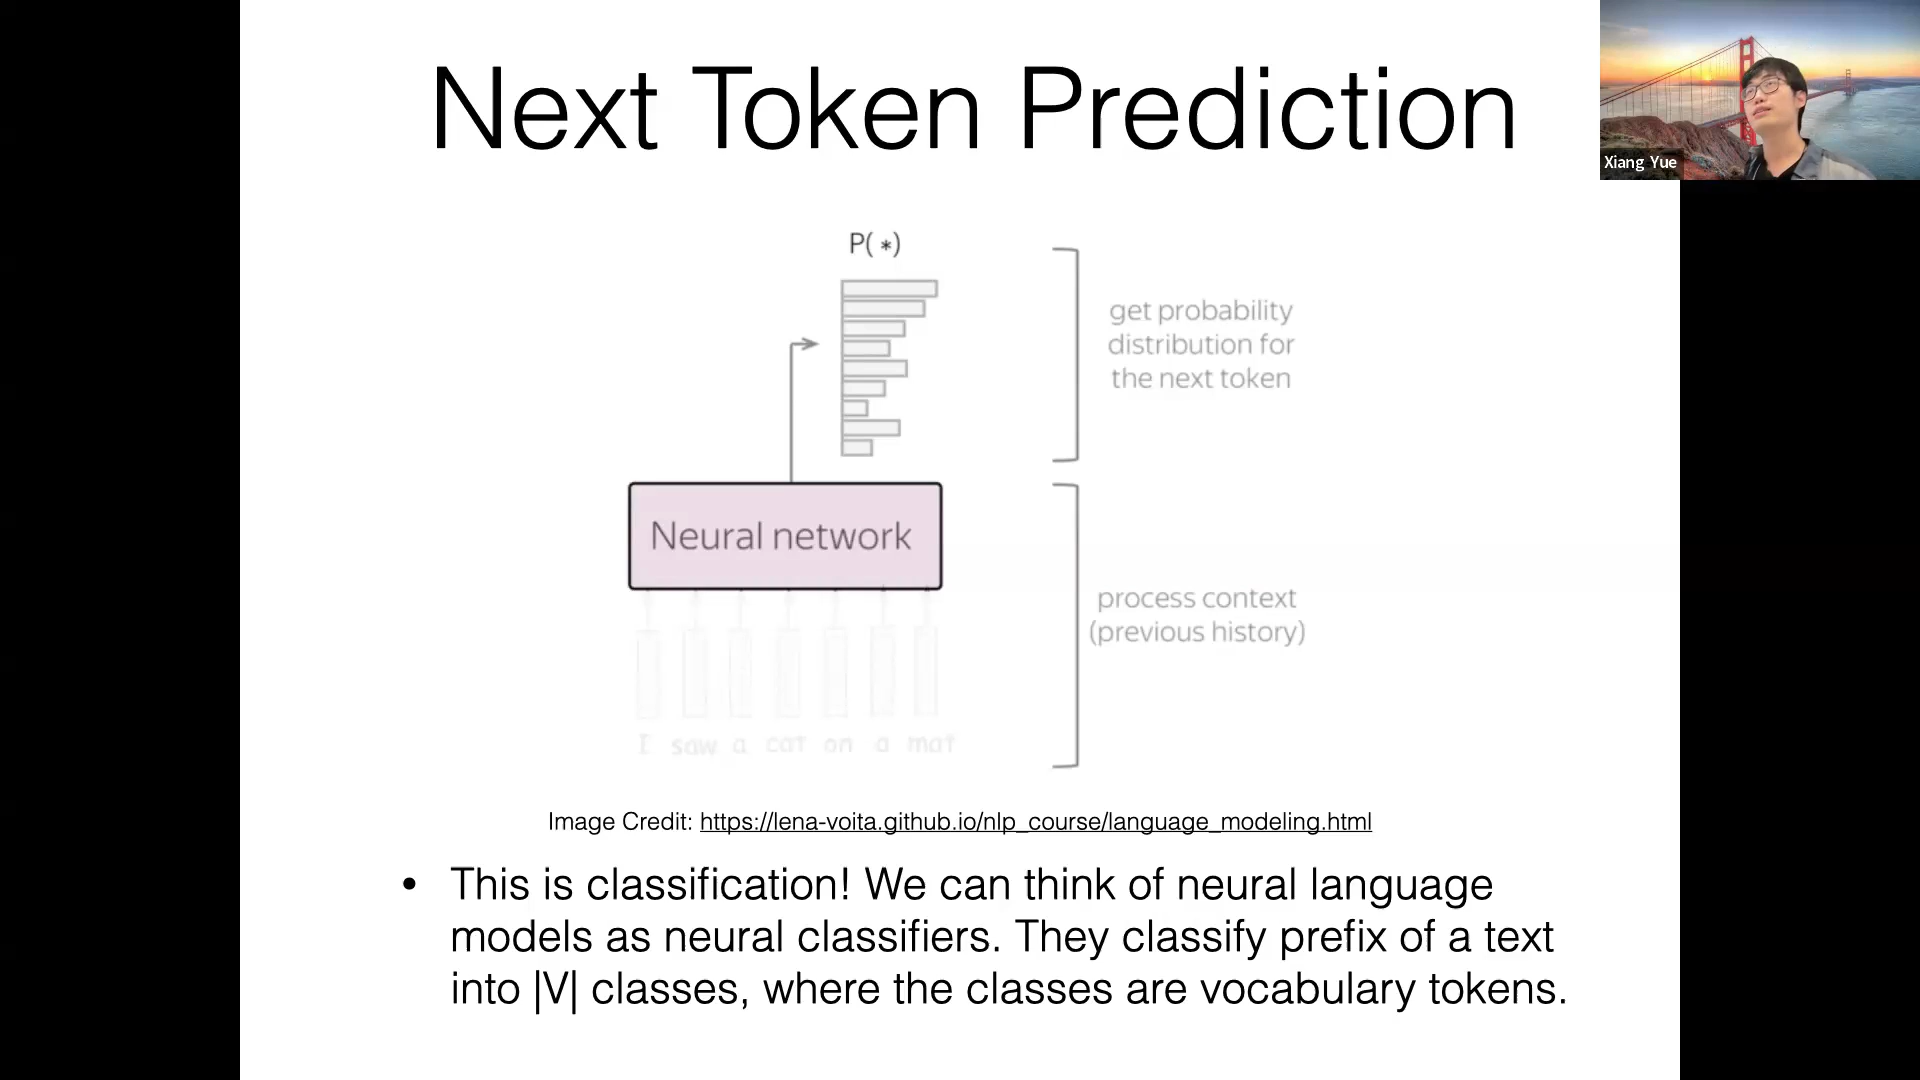 Next Token Prediction
Xiang Yue
P( * )
get probability
distribution for
the next token
Neural network
process context
(previous history)
I saw a cat on a mat
Image Credit: https://lena-voita.github.io/nlp_course/language_modeling.html
• This is classification! We can think of neural language
models as neural classifiers. They classify prefix of a text
into |V| classes, where the classes are vocabulary tokens.